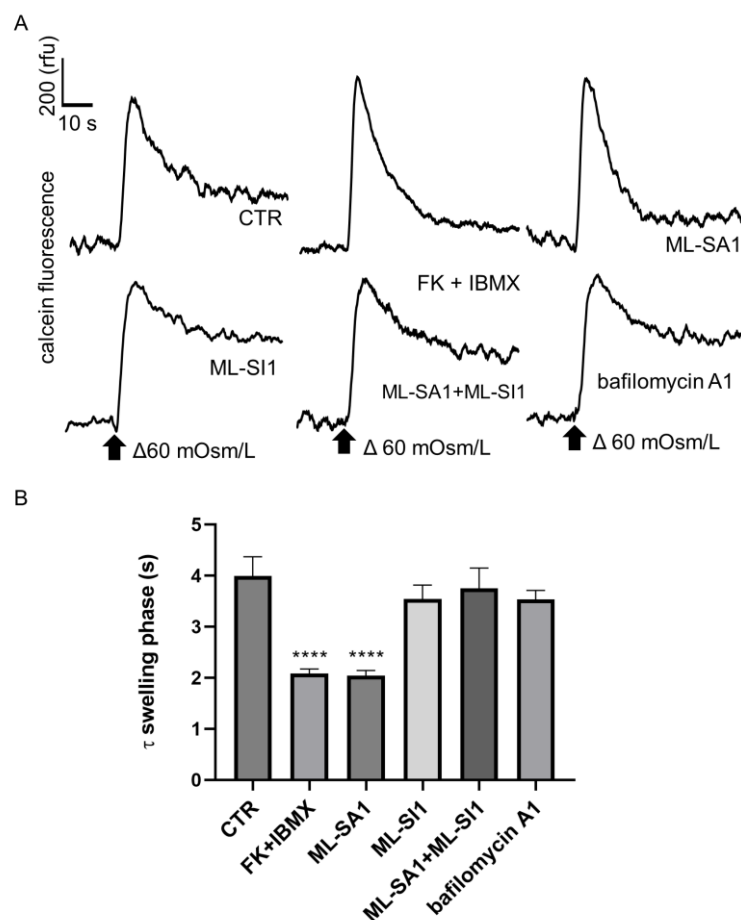 A
200 (rfu)
10 s
calcein fluorescence
CTR
FK + IBMX
ML-SA1
ML-SI1
ML-SA1+ML-SI1
bafilomycin A1
Δ60 mOsm/L
Δ 60 mOsm/L
Δ 60 mOsm/L
B
τ swelling phase (s)
5
4
3
2
1
0
**** ****
CTR
FK+IBMX
ML-SA1
ML-SI1
ML-SA1+ML-SI1
bafilomycin A1